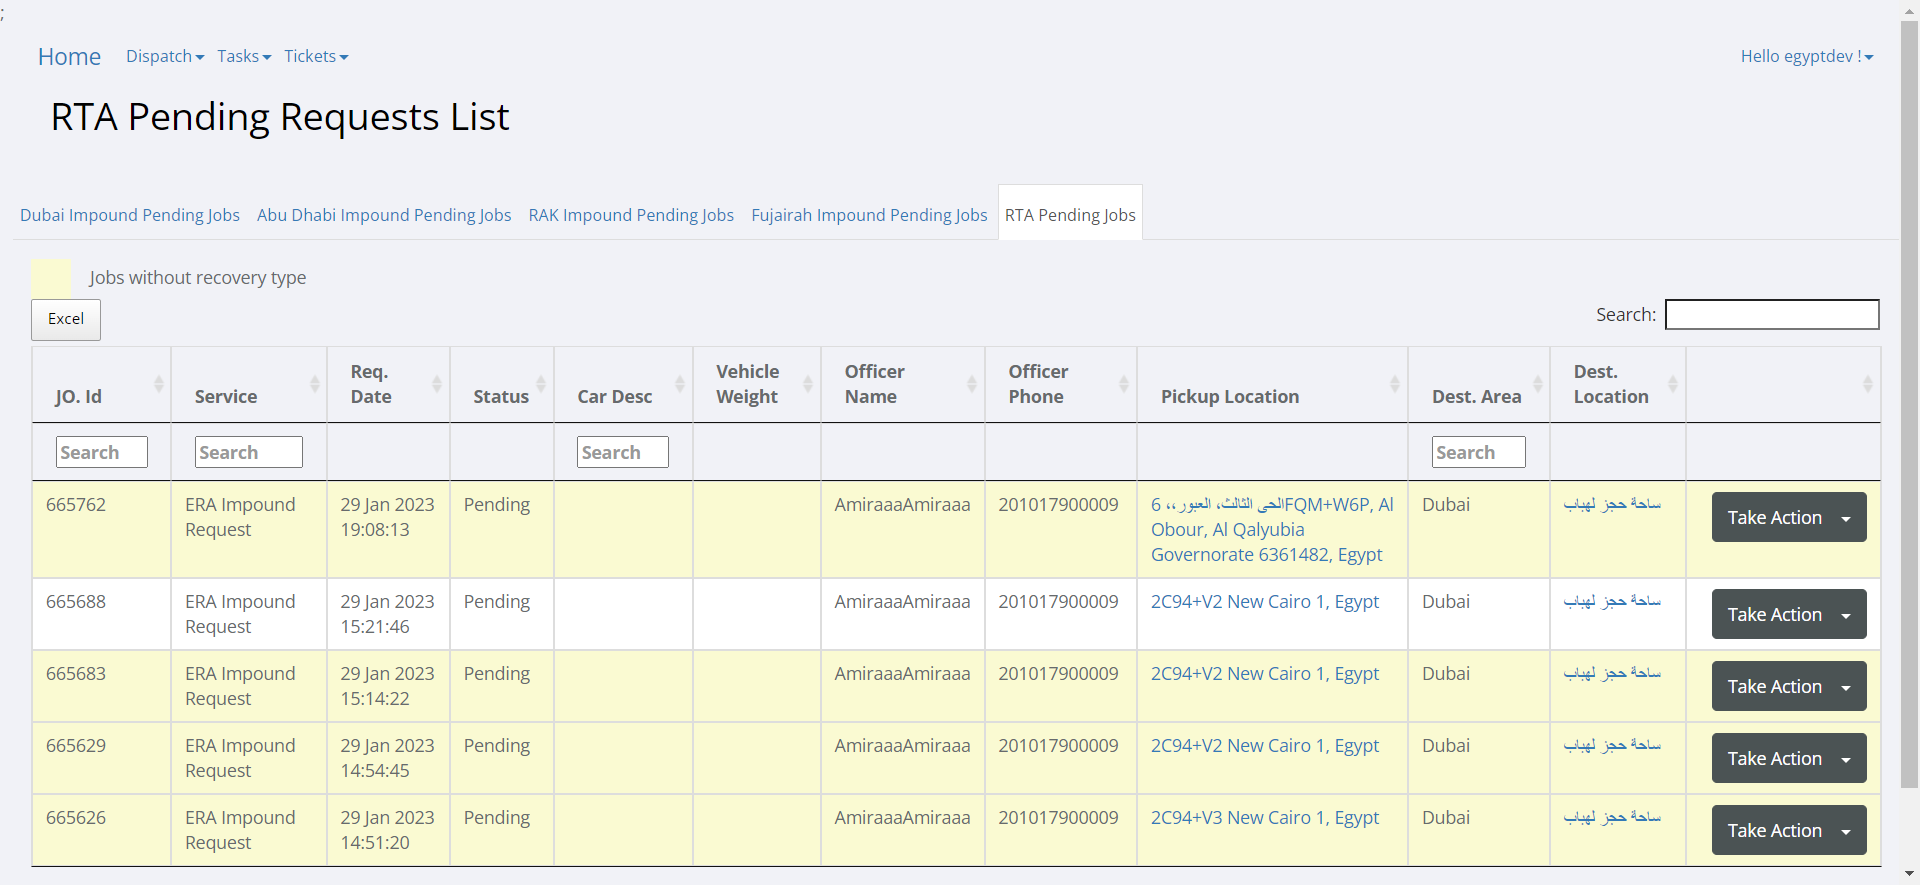 ;
Home Dispatch Tasks Tickets Hello egyptdev !
RTA Pending Requests List
Dubai Impound Pending Jobs Abu Dhabi Impound Pending Jobs RAK Impound Pending Jobs Fujairah Impound Pending Jobs RTA Pending Jobs
Jobs without recovery type
Excel
Search:
JO. Id
Service
Req.
Date
Status
Car Desc
Vehicle
Weight
Officer
Name
Officer
Phone
Pickup Location
Dest. Area
Dest.
Location
Search Search Search Search
665762
ERA Impound
Request
29 Jan 2023
19:08:13
Pending
AmiraaaAmiraaa
201017900009
6 الحى الثالث، العبور،،FQM+W6P, Al
Obour, Al Qalyubia
Governorate 6361482, Egypt
Dubai
ساحة حجز لهباب
Take Action
665688
ERA Impound
Request
29 Jan 2023
15:21:46
Pending
AmiraaaAmiraaa
201017900009
2C94+V2 New Cairo 1, Egypt
Dubai
ساحة حجز لهباب
Take Action
665683
ERA Impound
Request
29 Jan 2023
15:14:22
Pending
AmiraaaAmiraaa
201017900009
2C94+V2 New Cairo 1, Egypt
Dubai
ساحة حجز لهباب
Take Action
665629
ERA Impound
Request
29 Jan 2023
14:54:45
Pending
AmiraaaAmiraaa
201017900009
2C94+V2 New Cairo 1, Egypt
Dubai
ساحة حجز لهباب
Take Action
665626
ERA Impound
Request
29 Jan 2023
14:51:20
Pending
AmiraaaAmiraaa
201017900009
2C94+V3 New Cairo 1, Egypt
Dubai
ساحة حجز لهباب
Take Action